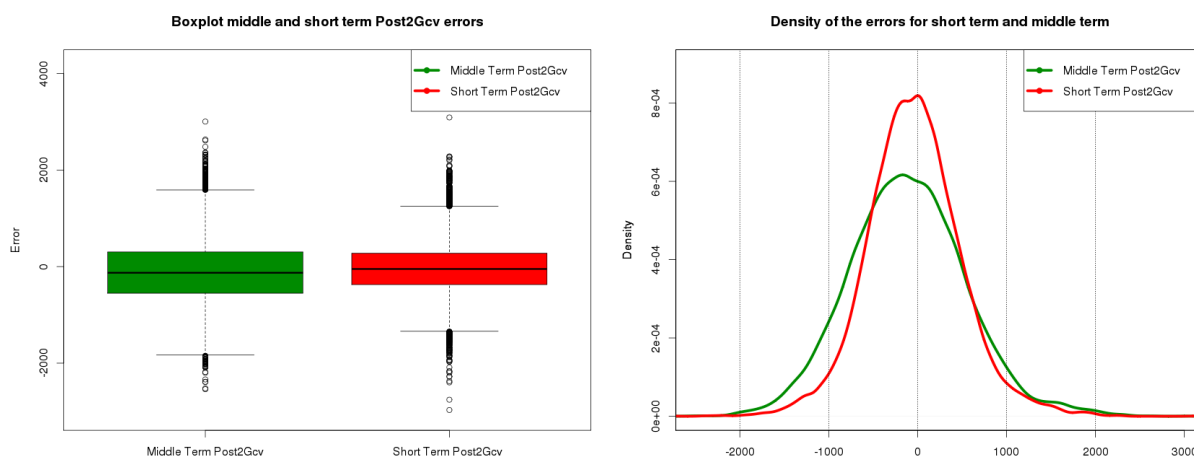 Boxplot middle and short term Post2Gcv errors
Middle Term Post2Gcv
Short Term Post2Gcv
Error
4000
2000
0
-2000
Middle Term Post2Gcv
Short Term Post2Gcv
Density of the errors for short term and middle term
Middle Term Post2Gcv
Short Term Post2Gcv
Density
8e-04
6e-04
4e-04
2e-04
0e+00
-2000
-1000
0
1000
2000
3000